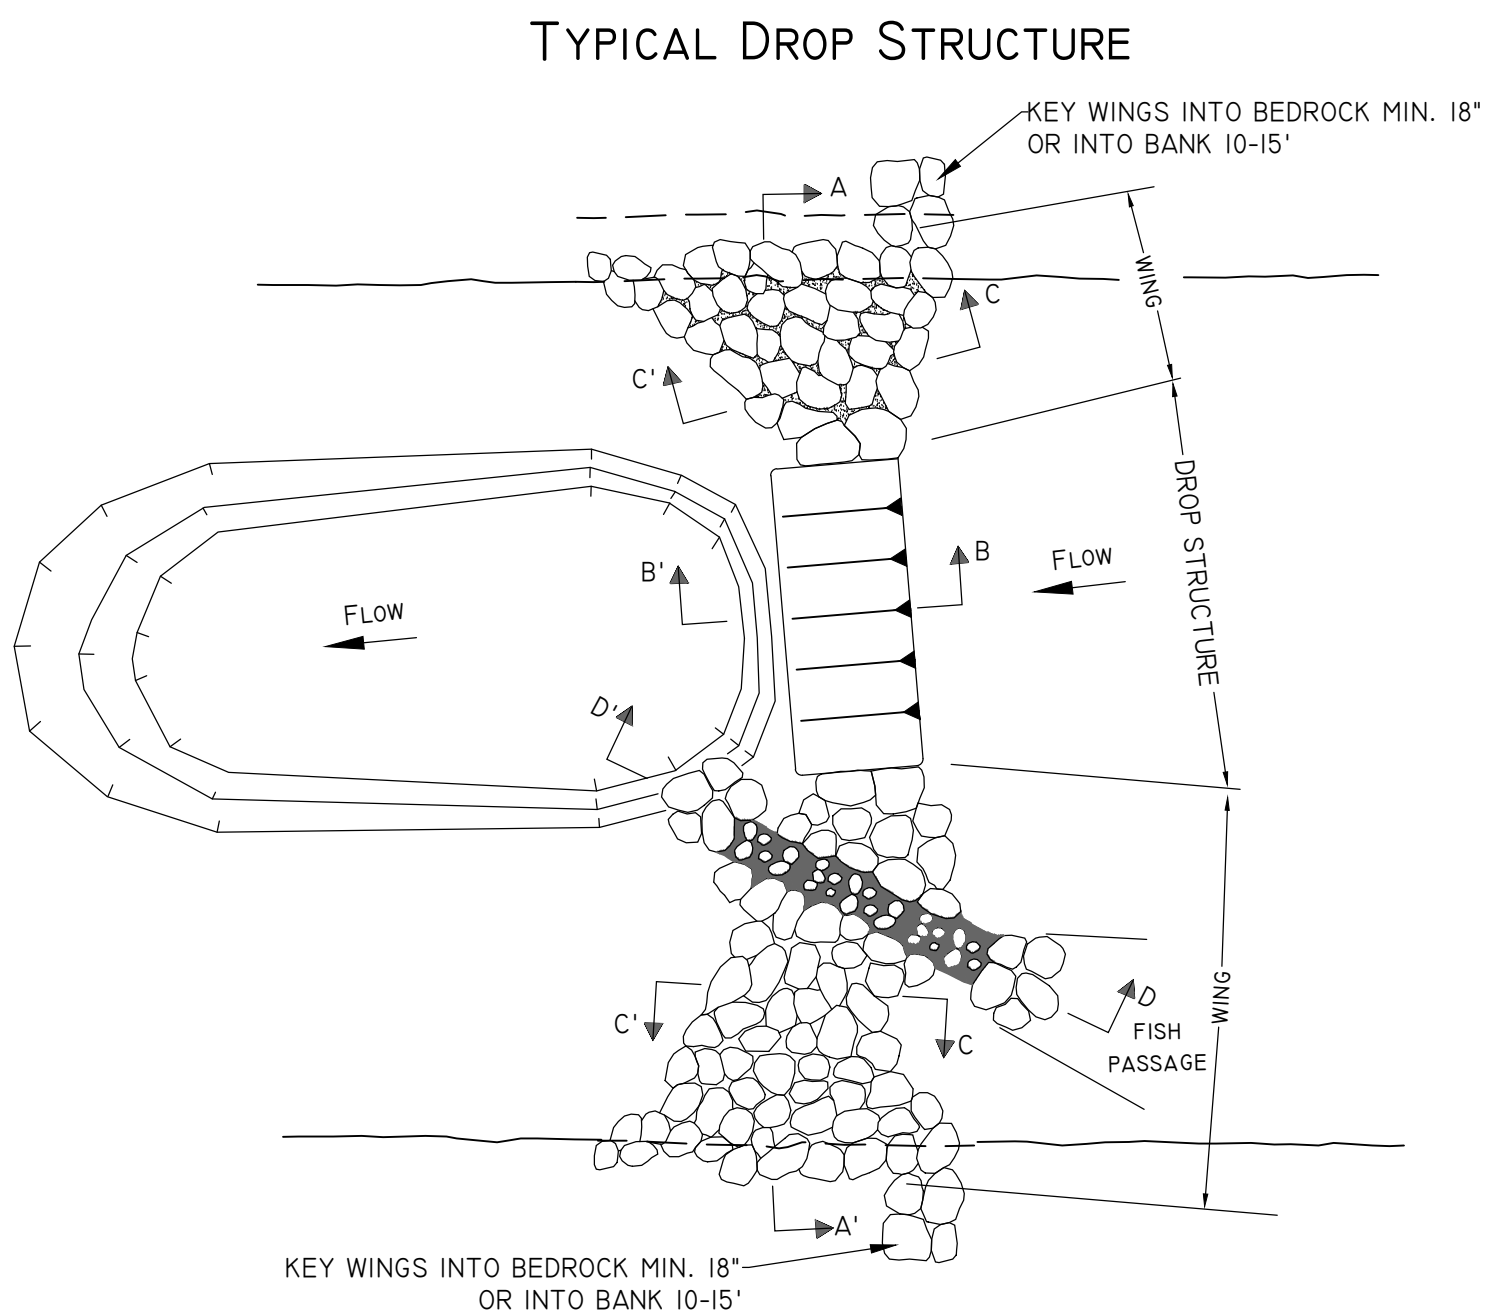 TYPICAL DROP STRUCTURE
KEY WINGS INTO BEDROCK MIN. 18"
OR INTO BANK 10-15'
A
WING
C
C'
DROP STRUCTURE
B
B'
FLOW
FLOW
D'
D
FISH
PASSAGE
WING
C'
C
A'
KEY WINGS INTO BEDROCK MIN. 18"
OR INTO BANK 10-15'